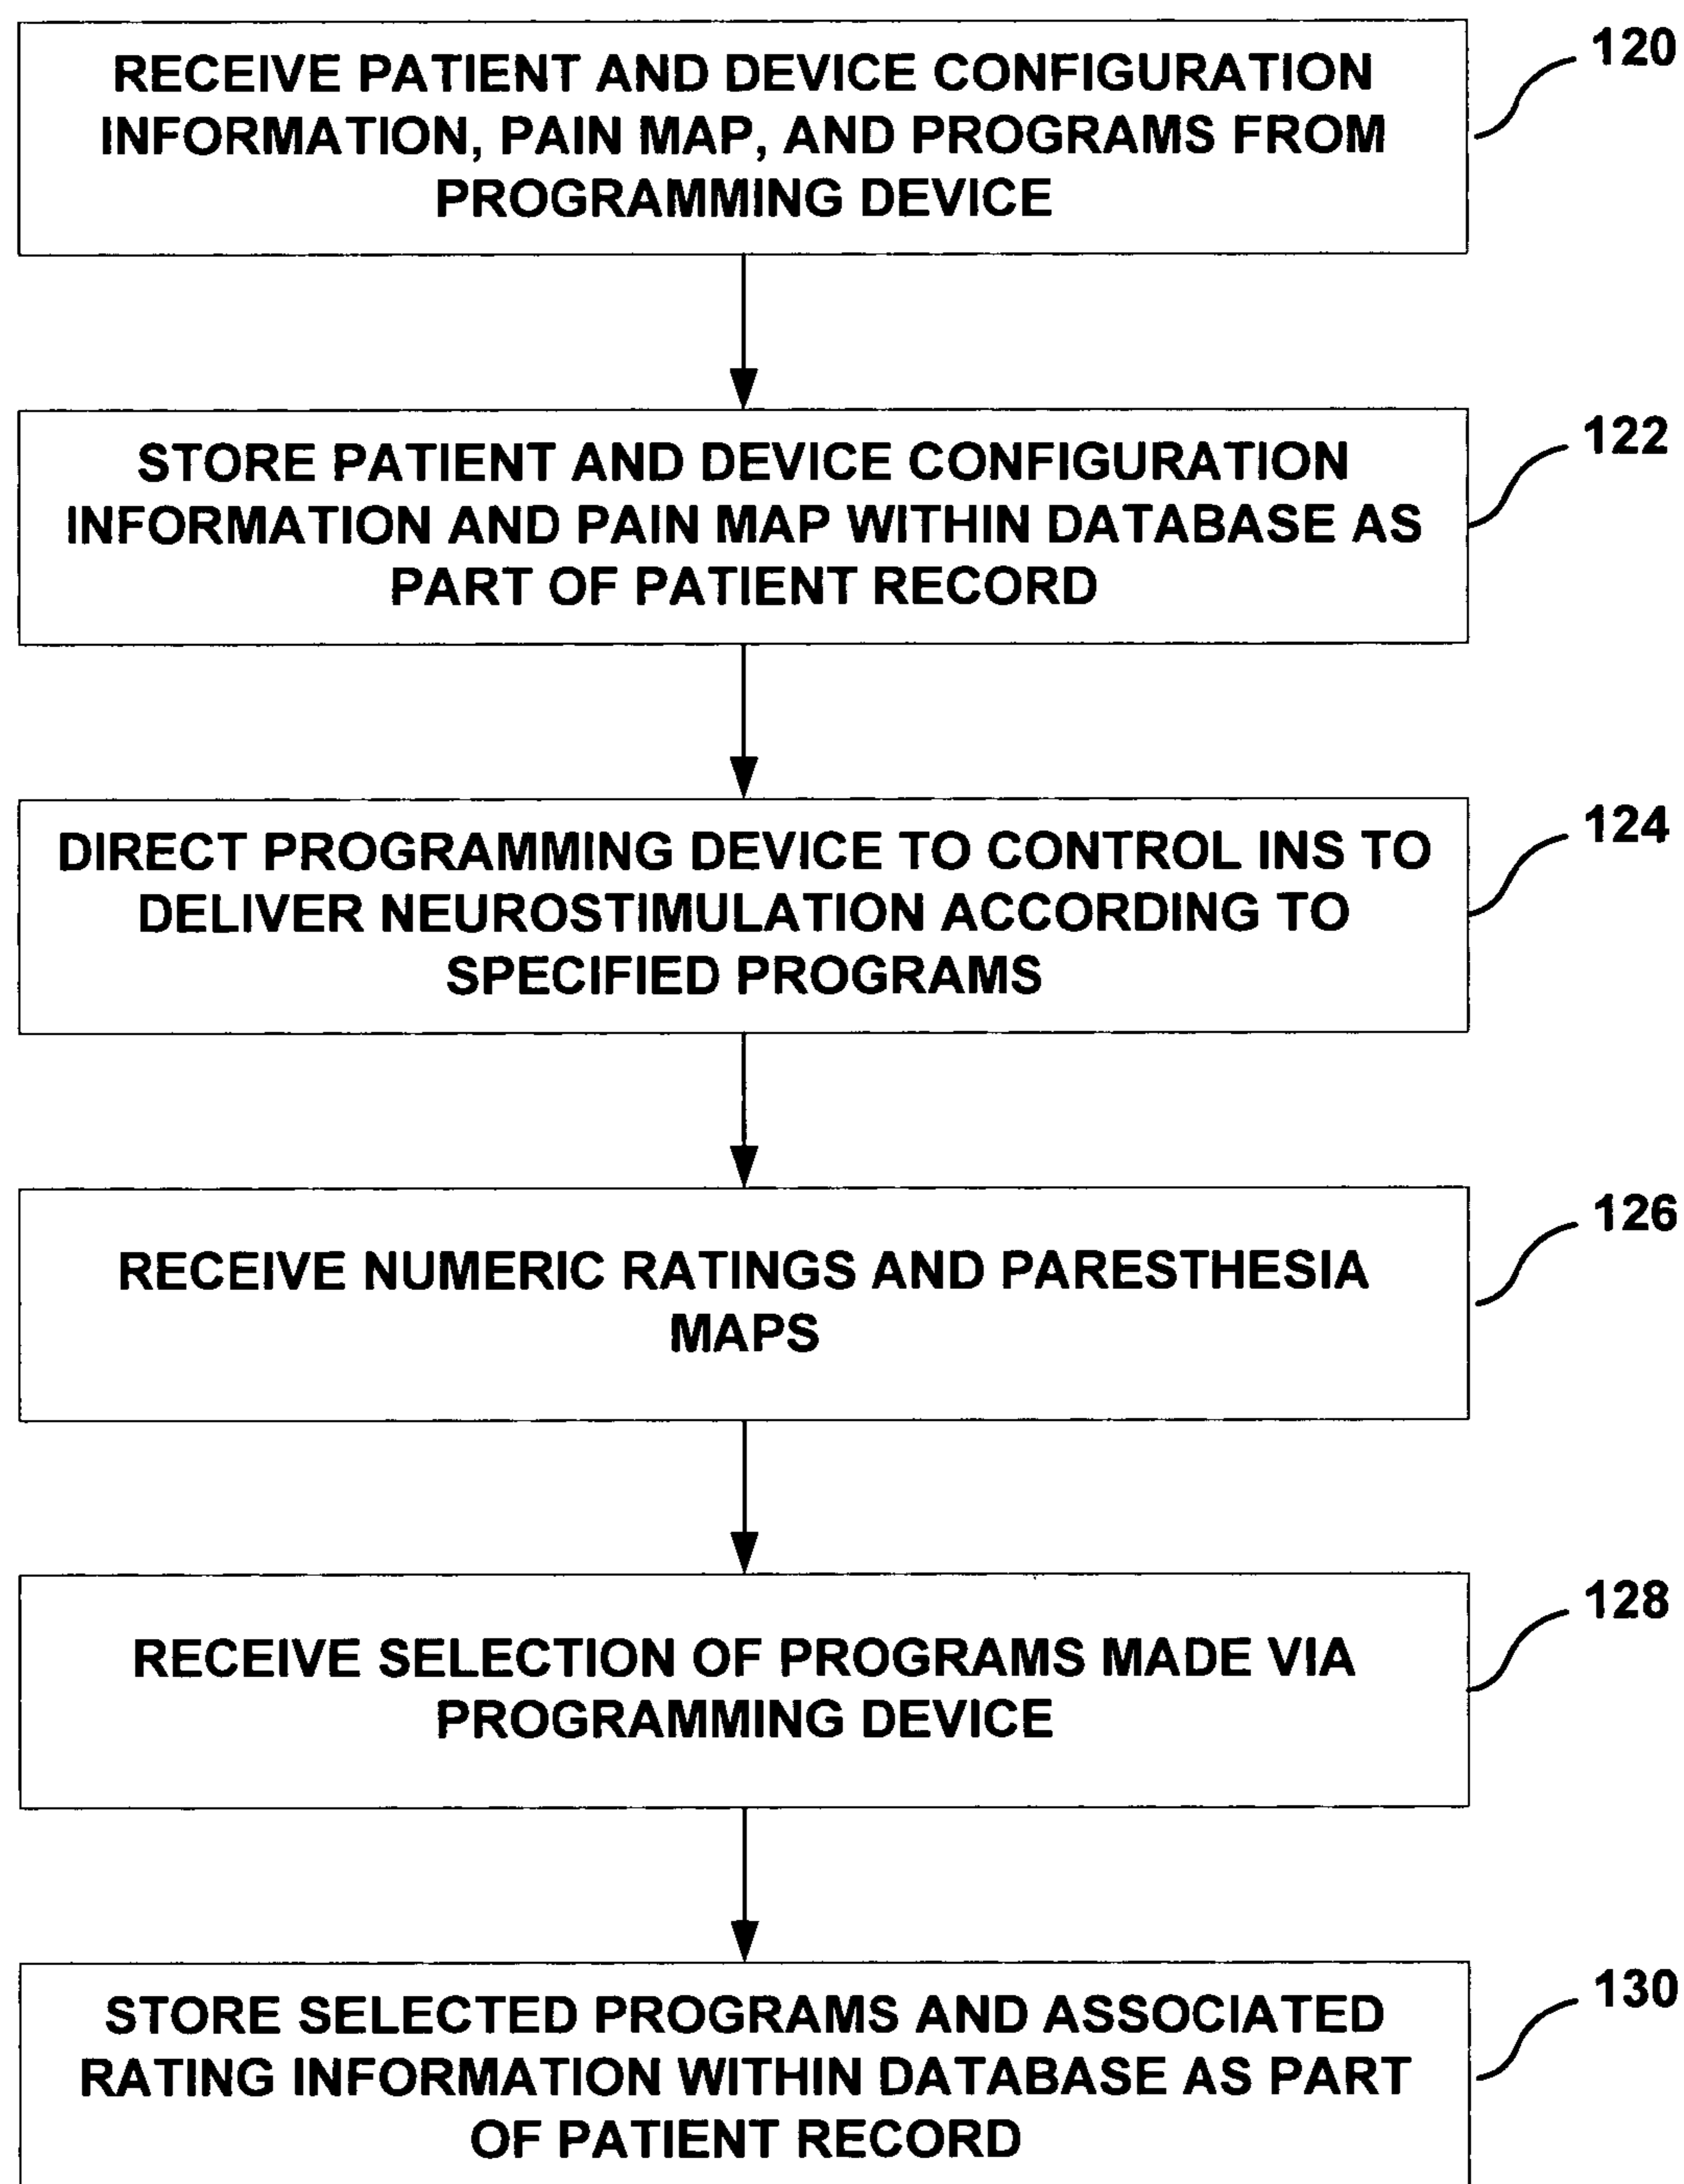 RECEIVE PATIENT AND DEVICE CONFIGURATION
INFORMATION, PAIN MAP, AND PROGRAMS FROM
PROGRAMMING DEVICE
120
STORE PATIENT AND DEVICE CONFIGURATION
INFORMATION AND PAIN MAP WITHIN DATABASE AS
PART OF PATIENT RECORD
122
DIRECT PROGRAMMING DEVICE TO CONTROL INS TO
DELIVER NEUROSTIMULATION ACCORDING TO
SPECIFIED PROGRAMS
124
RECEIVE NUMERIC RATINGS AND PARESTHESIA
MAPS
126
RECEIVE SELECTION OF PROGRAMS MADE VIA
PROGRAMMING DEVICE
128
STORE SELECTED PROGRAMS AND ASSOCIATED
RATING INFORMATION WITHIN DATABASE AS PART
OF PATIENT RECORD
130